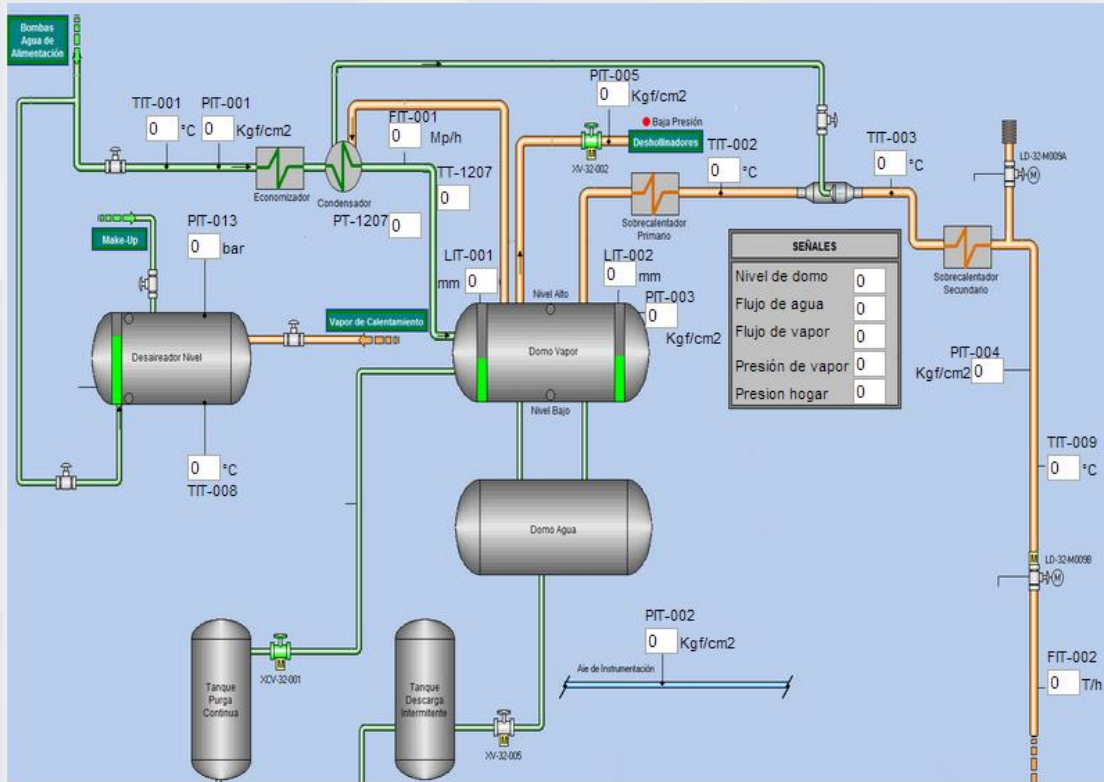 Bombas
Agua de
Alimentación
TIT-001
0 °C
PIT-001
0 Kgf/cm2
Economizador
Condensador
FIT-001
0 Mp/h
TT-1207
0
PT-1207 0
PIT-005
0 Kgf/cm2
Baja Presión
Deshollinadores
XV-32-002
TIT-002
0 °C
Sobrecalentador
Primario
TIT-003
0 °C
LD-32-M009A
M
Sobrecalentador
Secundario
Make-Up
PIT-013
0 bar
Desaireador Nivel
0 °C
TIT-008
Vapor de Calentamiento
LIT-001
mm 0
Nivel Alto
LIT-002
0 mm
PIT-003
0
Kgf/cm2
Domo Vapor
Nivel Bajo
SEÑALES
Nivel de domo 0
Flujo de agua 0
Flujo de vapor 0
Presión de vapor 0
Presion hogar 0
PIT-004
Kgf/cm2 0
TIT-009
0 °C
M
LD-32-M009B
M
FIT-002
0 T/h
Domo Agua
PIT-002
0 Kgf/cm2
Aie de Instrumentación
Tanque
Purga
Continua
M
XCV-32-001
Tanque
Descarga
Intermitente
M
XV-32-005